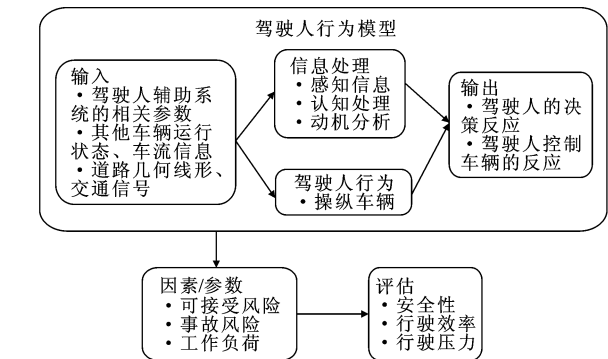 驾驶人行为模型
输入
·驾驶人辅助系
统的相关参数
·其他车辆运行
状态、车流信息
·道路几何线形、
交通信号
信息处理
·感知信息
·认知处理
·动机分析
驾驶人行为
·操纵车辆
输出
·驾驶人的决
策反应
·驾驶人控制
车辆的反应
因素/参数
·可接受风险
·事故风险
·工作负荷
评估
·安全性
·行驶效率
·行驶压力